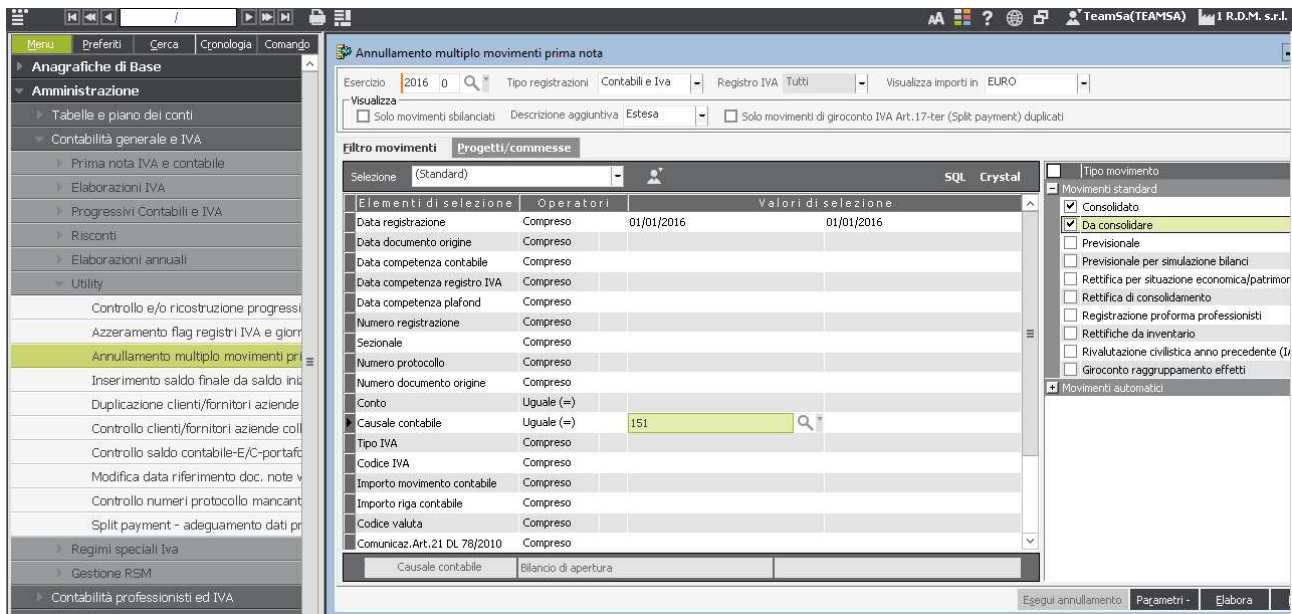 / TeamSa(TEAMSA) 1 R.D.M. s.r.l.
Menu Preferiti Cerca Cronologia Comando
Anagrafiche di Base
Amministrazione
Tabelle e piano dei conti
Contabilità generale e IVA
Prima nota IVA e contabile
Elaborazioni IVA
Progressivi Contabili e IVA
Risconti
Elaborazioni annuali
Utility
Controllo e/o ricostruzione progressi
Azzeramento flag registri IVA e giorr
Annullamento multiplo movimenti pri
Inserimento saldo finale da saldo iniz
Duplicazione clienti/fornitori aziende
Controllo clienti/fornitori aziende coll
Controllo saldo contabile-E/C-portafo
Modifica data riferimento doc. note v
Controllo numeri protocollo mancant
Split payment - adeguamento dati pr
Regimi speciali Iva
Gestione RSM
Contabilità professionisti ed IVA
Annullamento multiplo movimenti prima nota
Esercizio 2016 0 Tipo registrazioni Contabili e Iva Registro IVA Tutti Visualizza importi in EURO
Visualizza
Solo movimenti sbilanciati Descrizione aggiuntiva Estesa Solo movimenti di giroconto IVA Art.17-ter (Split payment) duplicati
Filtro movimenti Progetti/commesse
Selezione (Standard) SQL Crystal
Elementi di selezione Operatori Valori di selezione
Data registrazione Compreso 01/01/2016 01/01/2016
Data documento origine Compreso
Data competenza contabile Compreso
Data competenza registro IVA Compreso
Data competenza plafond Compreso
Numero registrazione Compreso
Sezionale Compreso
Numero protocollo Compreso
Numero documento origine Compreso
Conto Uguale (=)
Causale contabile Uguale (=) 151
Tipo IVA Compreso
Codice IVA Compreso
Importo movimento contabile Compreso
Importo riga contabile Compreso
Codice valuta Compreso
Comunicaz.Art.21 DL 78/2010 Compreso
Causale contabile Bilancio di apertura
Tipo movimento
Movimenti standard
Consolidato
Da consolidare
Previsionale
Previsionale per simulazione bilanci
Rettifica per situazione economica/patrimor
Rettifica di consolidamento
Registrazione proforma professionisti
Rettifiche da inventario
Rivalutazione civilistica anno precedente (IA
Giroconto raggruppamento effetti
Movimenti automatici
Esegui annullamento Parametri - Elabora